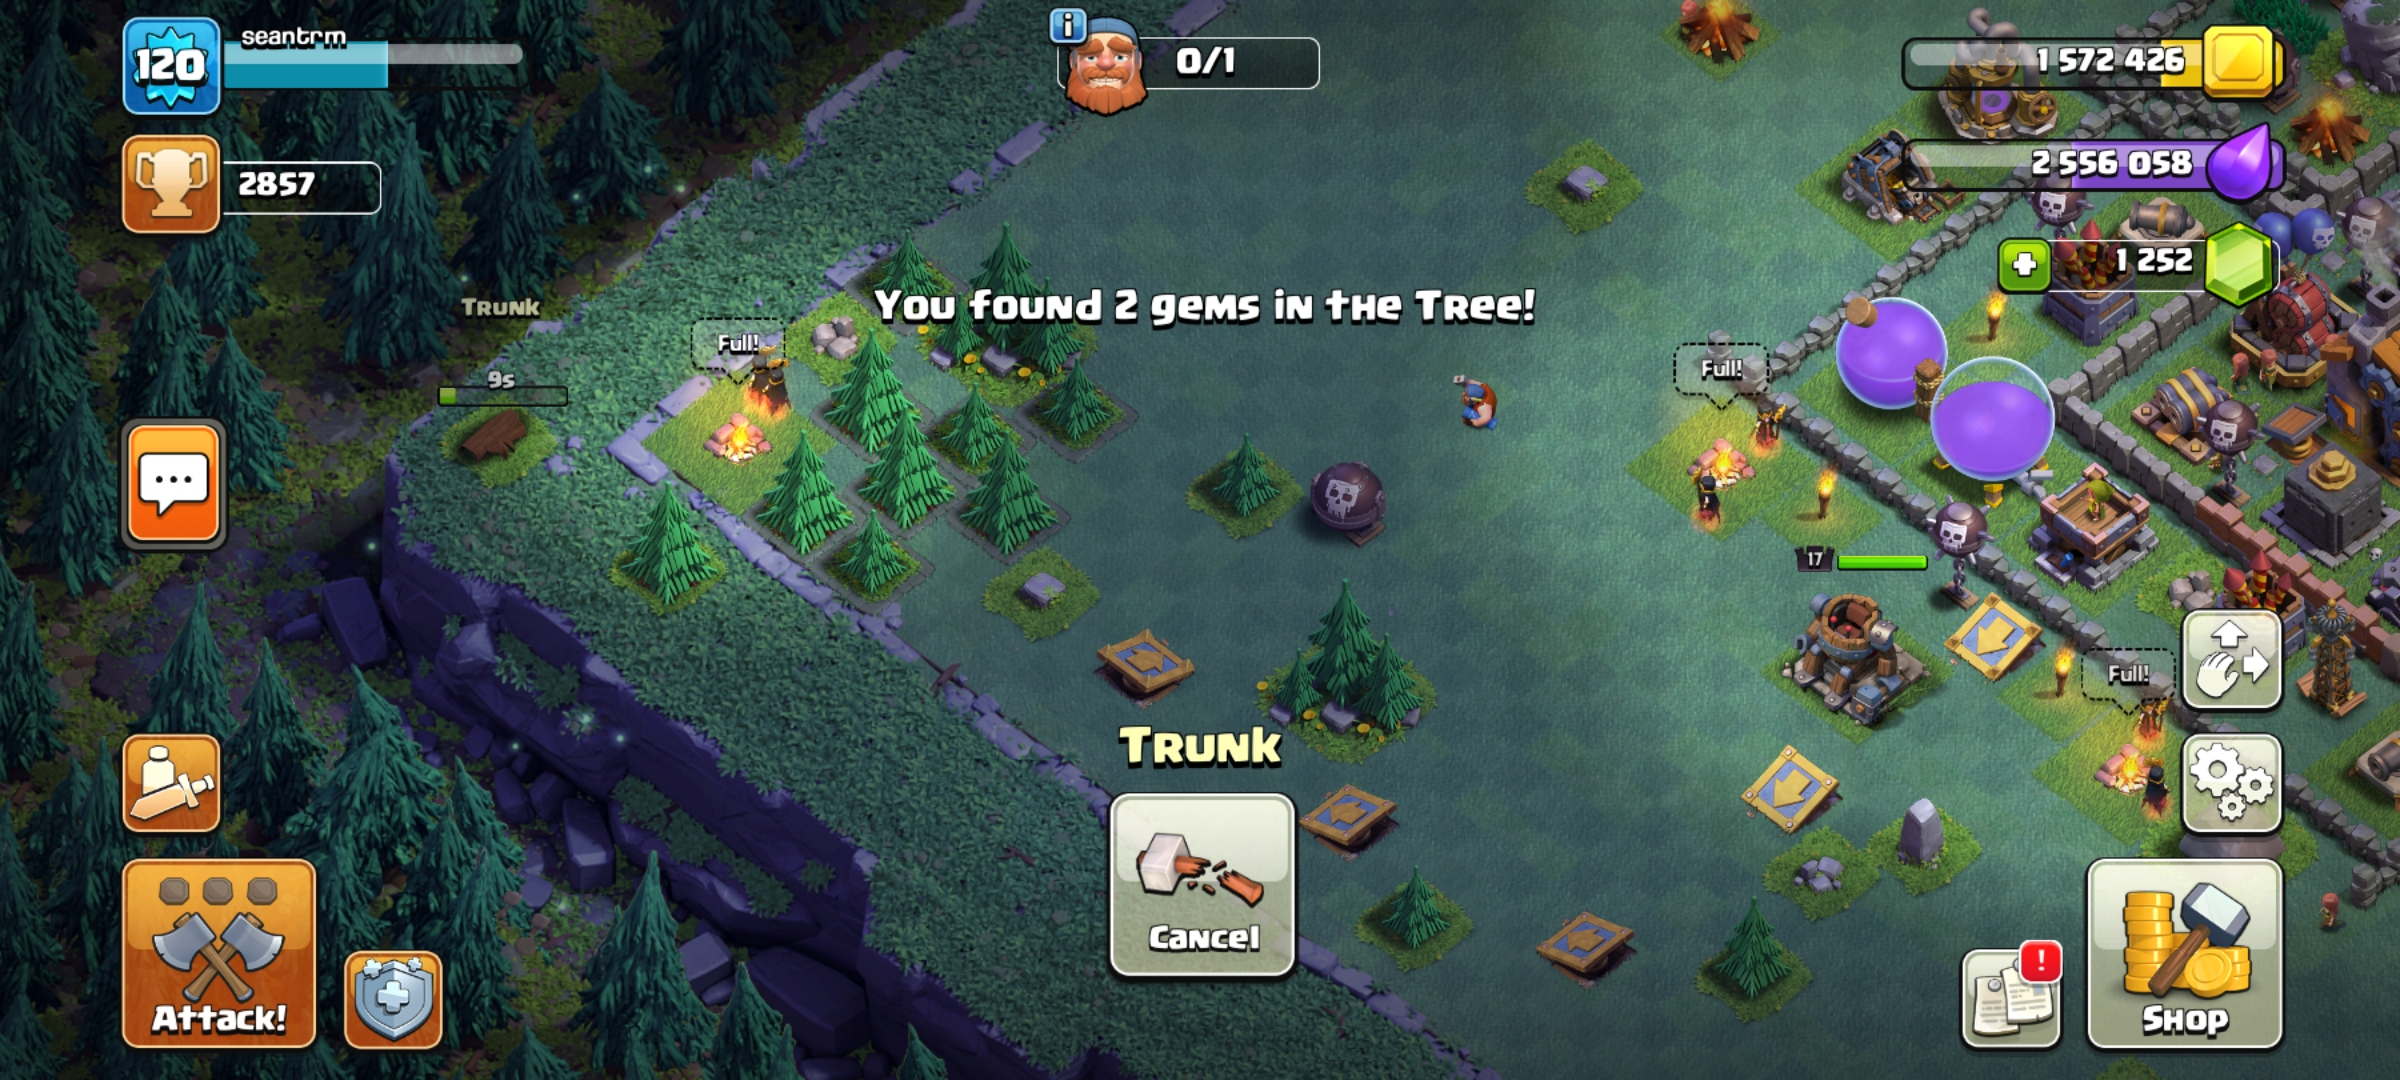 seantrm
120
i
0/1
1 572 426
2 556 058
2857
1 252
You found 2 gems in the Tree!
Trunk
9s
Full!
Full!
17
Full!
Trunk
Cancel
Attack!
!
Shop